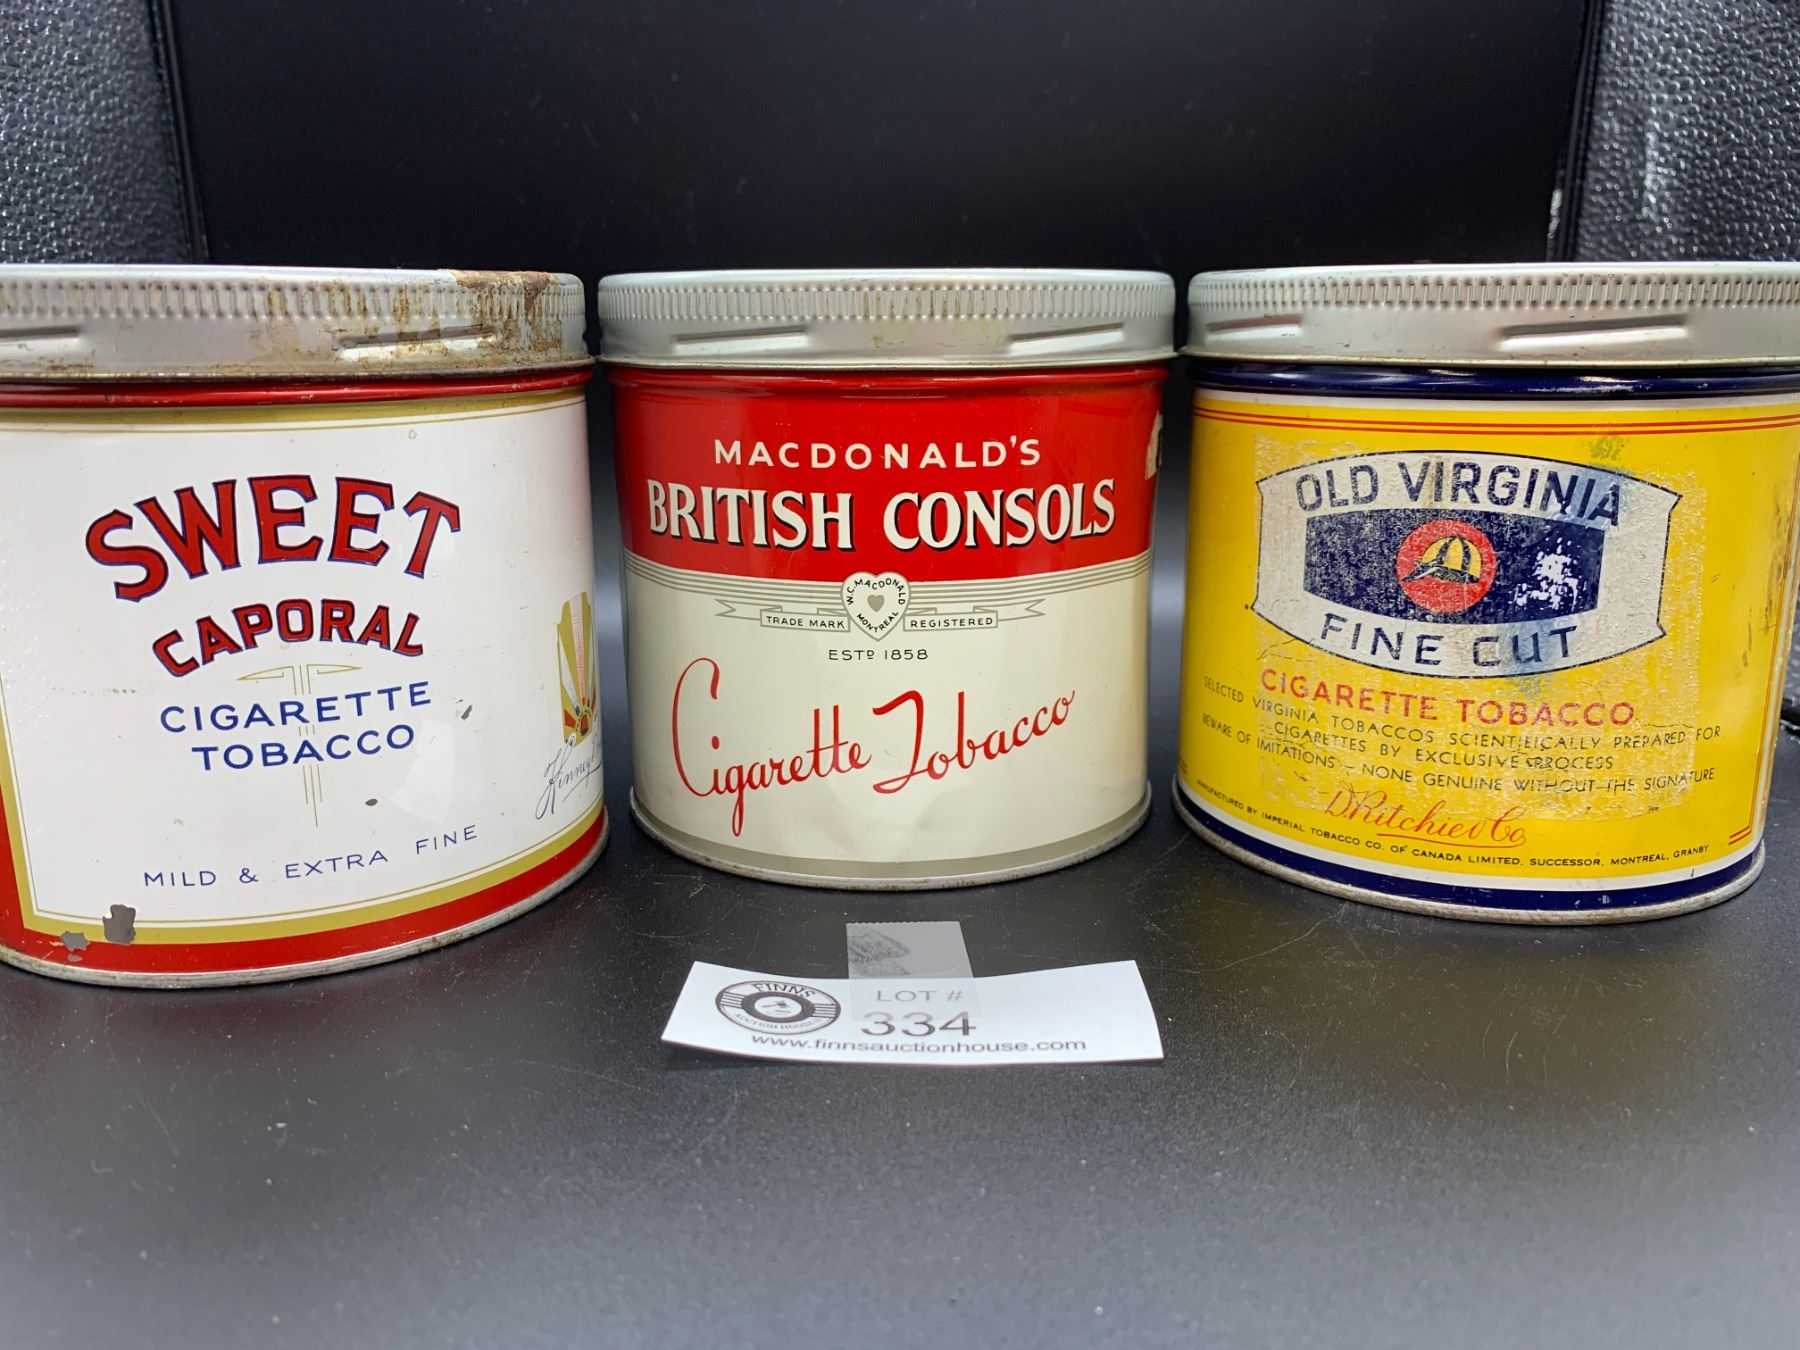 SWEET
CAPORAL
CIGARETTE
TOBACCO
MILD & EXTRA FINE
Kinney
MACDONALD'S
BRITISH CONSOLS
W.C. MACDONALD
MONTREAL
TRADE MARK REGISTERED
ESTD 1858
Cigarette Tobacco
OLD VIRGINIA
FINE CUT
CIGARETTE TOBACCO
SELECTED VIRGINIA TOBACCOS SCIENTIFICALLY PREPARED FOR
CIGARETTES BY EXCLUSIVE PROCESS
BEWARE OF IMITATIONS - NONE GENUINE WITHOUT THE SIGNATURE
D. Ritchie & Co
MANUFACTURED BY IMPERIAL TOBACCO CO. OF CANADA LIMITED. SUCCESSOR, MONTREAL, GRANBY
FINNS
AUCTION HOUSE
LOT #
334
www.finnsauctionhouse.com